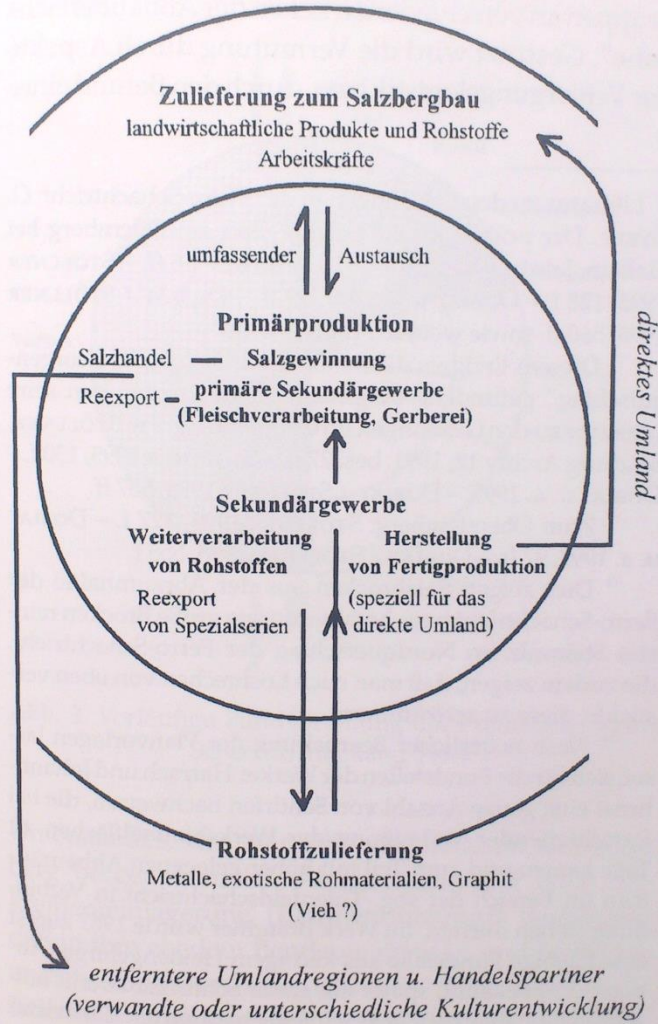 Zulieferung zum Salzbergbau
landwirtschaftliche Produkte und Rohstoffe
Arbeitskräfte
umfassender Austausch
Primärproduktion
Salzhandel – Salzgewinnung
Reexport – primäre Sekundärgewerbe
(Fleischverarbeitung, Gerberei)
direktes Umland
Sekundärgewerbe
Weiterverarbeitung
von Rohstoffen
Reexport
von Spezialserien
Herstellung
von Fertigproduktion
(speziell für das
direkte Umland)
Rohstoffzulieferung
Metalle, exotische Rohmaterialien, Graphit
(Vieh ?)
entferntere Umlandregionen u. Handelspartner
(verwandte oder unterschiedliche Kulturentwicklung)